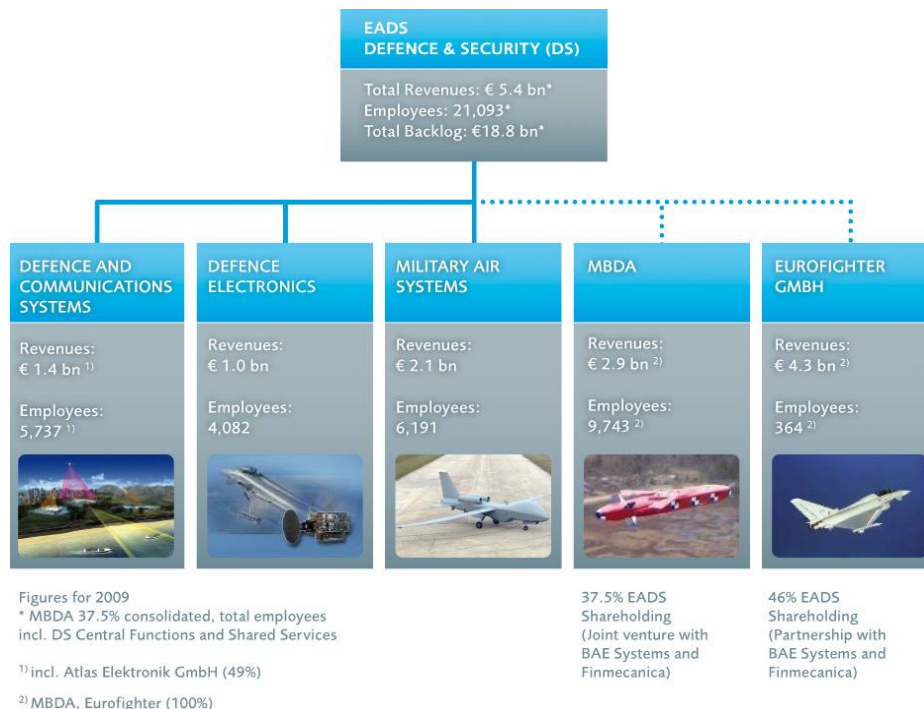 EADS
DEFENCE & SECURITY (DS)
Total Revenues: € 5.4 bn*
Employees: 21,093*
Total Backlog: €18.8 bn*
DEFENCE AND
COMMUNICATIONS
SYSTEMS
Revenues:
€ 1.4 bn 1)
Employees:
5,737 1)
DEFENCE
ELECTRONICS
Revenues:
€ 1.0 bn
Employees:
4,082
MILITARY AIR
SYSTEMS
Revenues:
€ 2.1 bn
Employees:
6,191
MBDA
Revenues:
€ 2.9 bn 2)
Employees:
9,743 2)
EUROFIGHTER
GMBH
Revenues:
€ 4.3 bn 2)
Employees:
364 2)
Figures for 2009
* MBDA 37.5% consolidated, total employees
incl. DS Central Functions and Shared Services
1) incl. Atlas Elektronik GmbH (49%)
2) MBDA, Eurofighter (100%)
37.5% EADS
Shareholding
(Joint venture with
BAE Systems and
Finmecanica)
46% EADS
Shareholding
(Partnership with
BAE Systems and
Finmecanica)